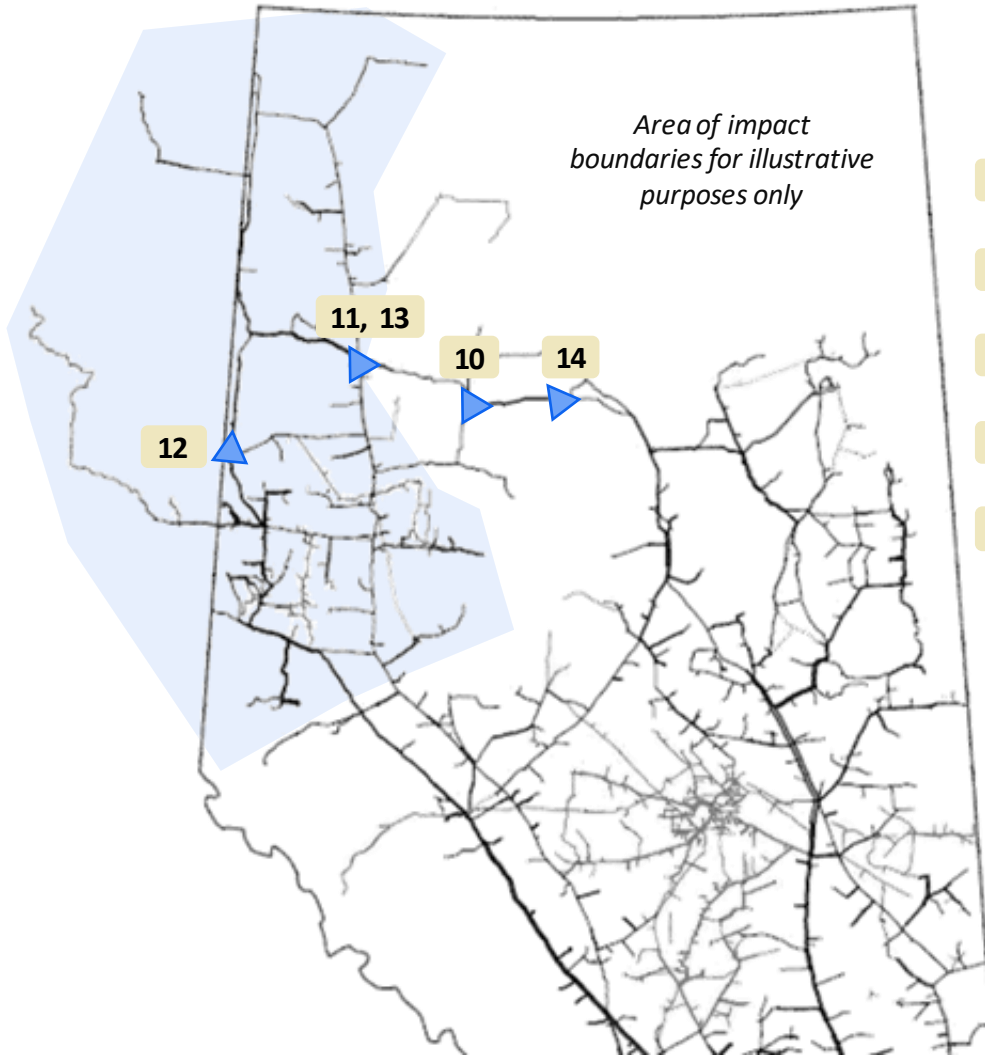 Area of impact
boundaries for illustrative
purposes only
11, 13
10
14
12